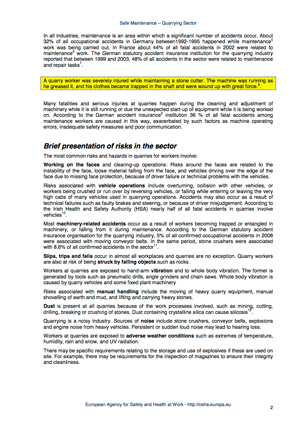 Safe Maintenance – Quarrying Sector
In all industries, maintenance is an area within which a significant number of accidents occur. About
32% of all occupational accidents in Germany between1992-1995 happened while maintenance
work was being carried out. In France about 44% of all fatal accidents in 2002 were related to
maintenance work. The German statutory accident insurance institution for the quarrying industry
reported that between 1999 and 2003, 48% of all accidents in the sector were related to maintenance
and repair tasks.
A quarry worker was severely injured while maintaining a stone cutter. The machine was running as
he greased it, and his clothes became trapped in the shaft and were wound up with great force.
Many fatalities and serious injuries at quarries happen during the cleaning and adjustment of
machinery while it is still running or due the unexpected start-up of equipment while it is being worked
on. According to the German accident insurance institution 36 % of all fatal accidents among
maintenance workers are caused in this way, exacerbated by such factors as machine operating
errors, inadequate safety measures and poor communication.
Brief presentation of risks in the sector
The most common risks and hazards in quarries for workers involve:
Working on the faces and clearing-up operations: Risks around the faces are related to the
instability of the face, loose material falling from the face, and vehicles driving over the edge of the
face due to missing face protection, because of driver failure or technical problems with the vehicles.
Risks associated with vehicle operations include overturning, collision with other vehicles, or
workers being crushed or run over by reversing vehicles, or falling while entering or leaving the very
high cabs of many vehicles used in quarrying operations. Accidents may also occur as a result of
technical failures such as faulty brakes and steering, or because of driver misjudgement. According to
the Irish Health and Safety Authority (HSA) nearly half of all fatal accidents in quarries involve
vehicles.
Most machinery-related accidents occur as a result of workers becoming trapped or entangled in
machinery, or falling from it during maintenance. According to the German statutory accident
insurance organisation for the quarrying industry, 5% of all confirmed occupational accidents in 2008
were associated with moving conveyor belts. In the same period, stone crushers were associated
with 8.6% of all confirmed accidents in the sector
Slips, trips and falls occur in almost all workplaces and quarries are no exception. Quarry workers
are also at risk of being struck by falling objects such as rocks.
Workers at quarries are exposed to hand-arm vibration and to whole body vibration. The former is
generated by tools such as pneumatic drills, angle grinders and chain saws. Whole body vibration is
caused by quarry vehicles and some fixed plant machinery
Risks associated with manual handling include the moving of heavy quarry equipment, manual
shovelling of earth and mud, and lifting and carrying heavy stones.
Dust is present at all quarries because of the work processes involved, such as mining, cutting,
drilling, breaking or crushing of stones. Dust containing crystalline silica can cause silicosis
Quarrying is a noisy industry. Sources of noise include stone crushers, conveyor belts, explosions
and engine noise from heavy vehicles. Persistent or sudden loud noise may lead to hearing loss.
Workers at quarries are exposed to adverse weather conditions such as extremes of temperature,
humidity, rain and snow, and UV radiation.
There may be specific requirements relating to the storage and use of explosives if these are used on
site. For example, there may be requirements for the inspection of magazines to ensure their integrity
and cleanliness.
European Agency for Safety and Health at Work - http://osha.europa.eu
2